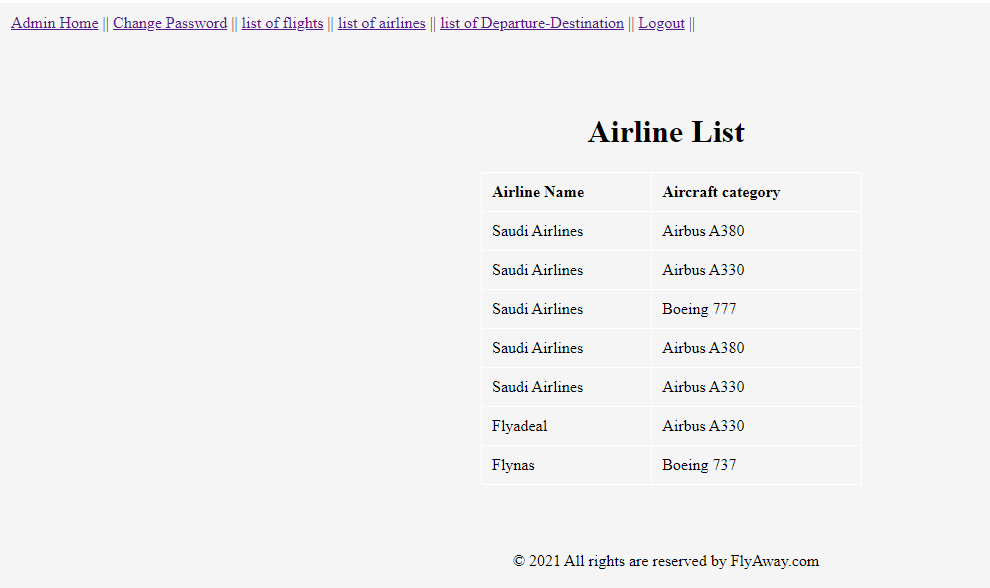 Admin Home || Change Password || list of flights || list of airlines || list of Departure-Destination || Logout ||
Airline List
Airline Name Aircraft category
Saudi Airlines Airbus A380
Saudi Airlines Airbus A330
Saudi Airlines Boeing 777
Saudi Airlines Airbus A380
Saudi Airlines Airbus A330
Flyadeal Airbus A330
Flynas Boeing 737
© 2021 All rights are reserved by FlyAway.com